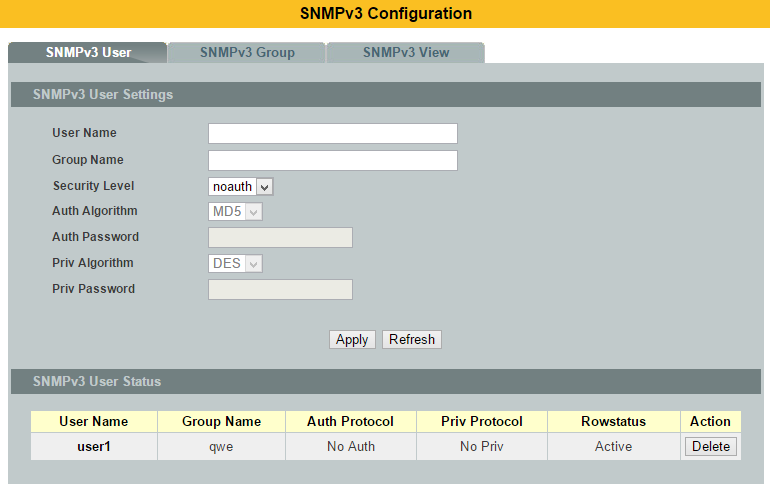 SNMPv3 Configuration
SNMPv3 User SNMPv3 Group SNMPv3 View
SNMPv3 User Settings
User Name
Group Name
Security Level noauth
Auth Algorithm MD5
Auth Password
Priv Algorithm DES
Priv Password
Apply Refresh
SNMPv3 User Status
User Name Group Name Auth Protocol Priv Protocol Rowstatus Action
user1 qwe No Auth No Priv Active Delete